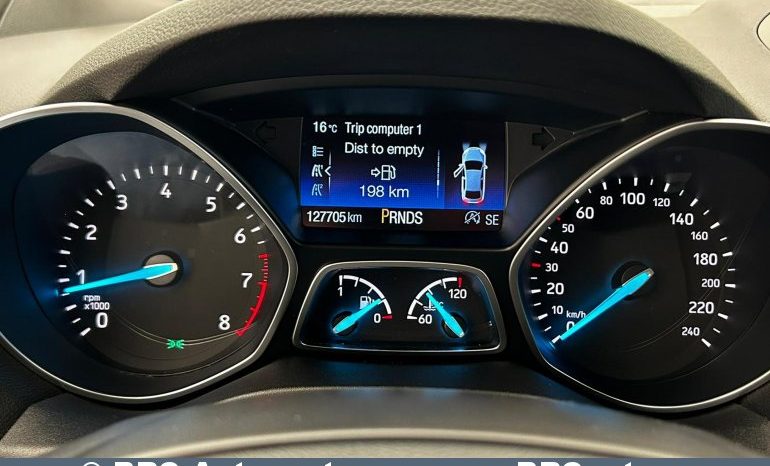 16 °C Trip computer 1
Dist to empty
198 km
127705 km PRNDS SE
0 1 2 3 4 5 6 7 8
rpm
x1000
1 0
60 120 °C
0 10 20 30 40 50 60 80 100 120 140 160 180 200 220 240
km/h